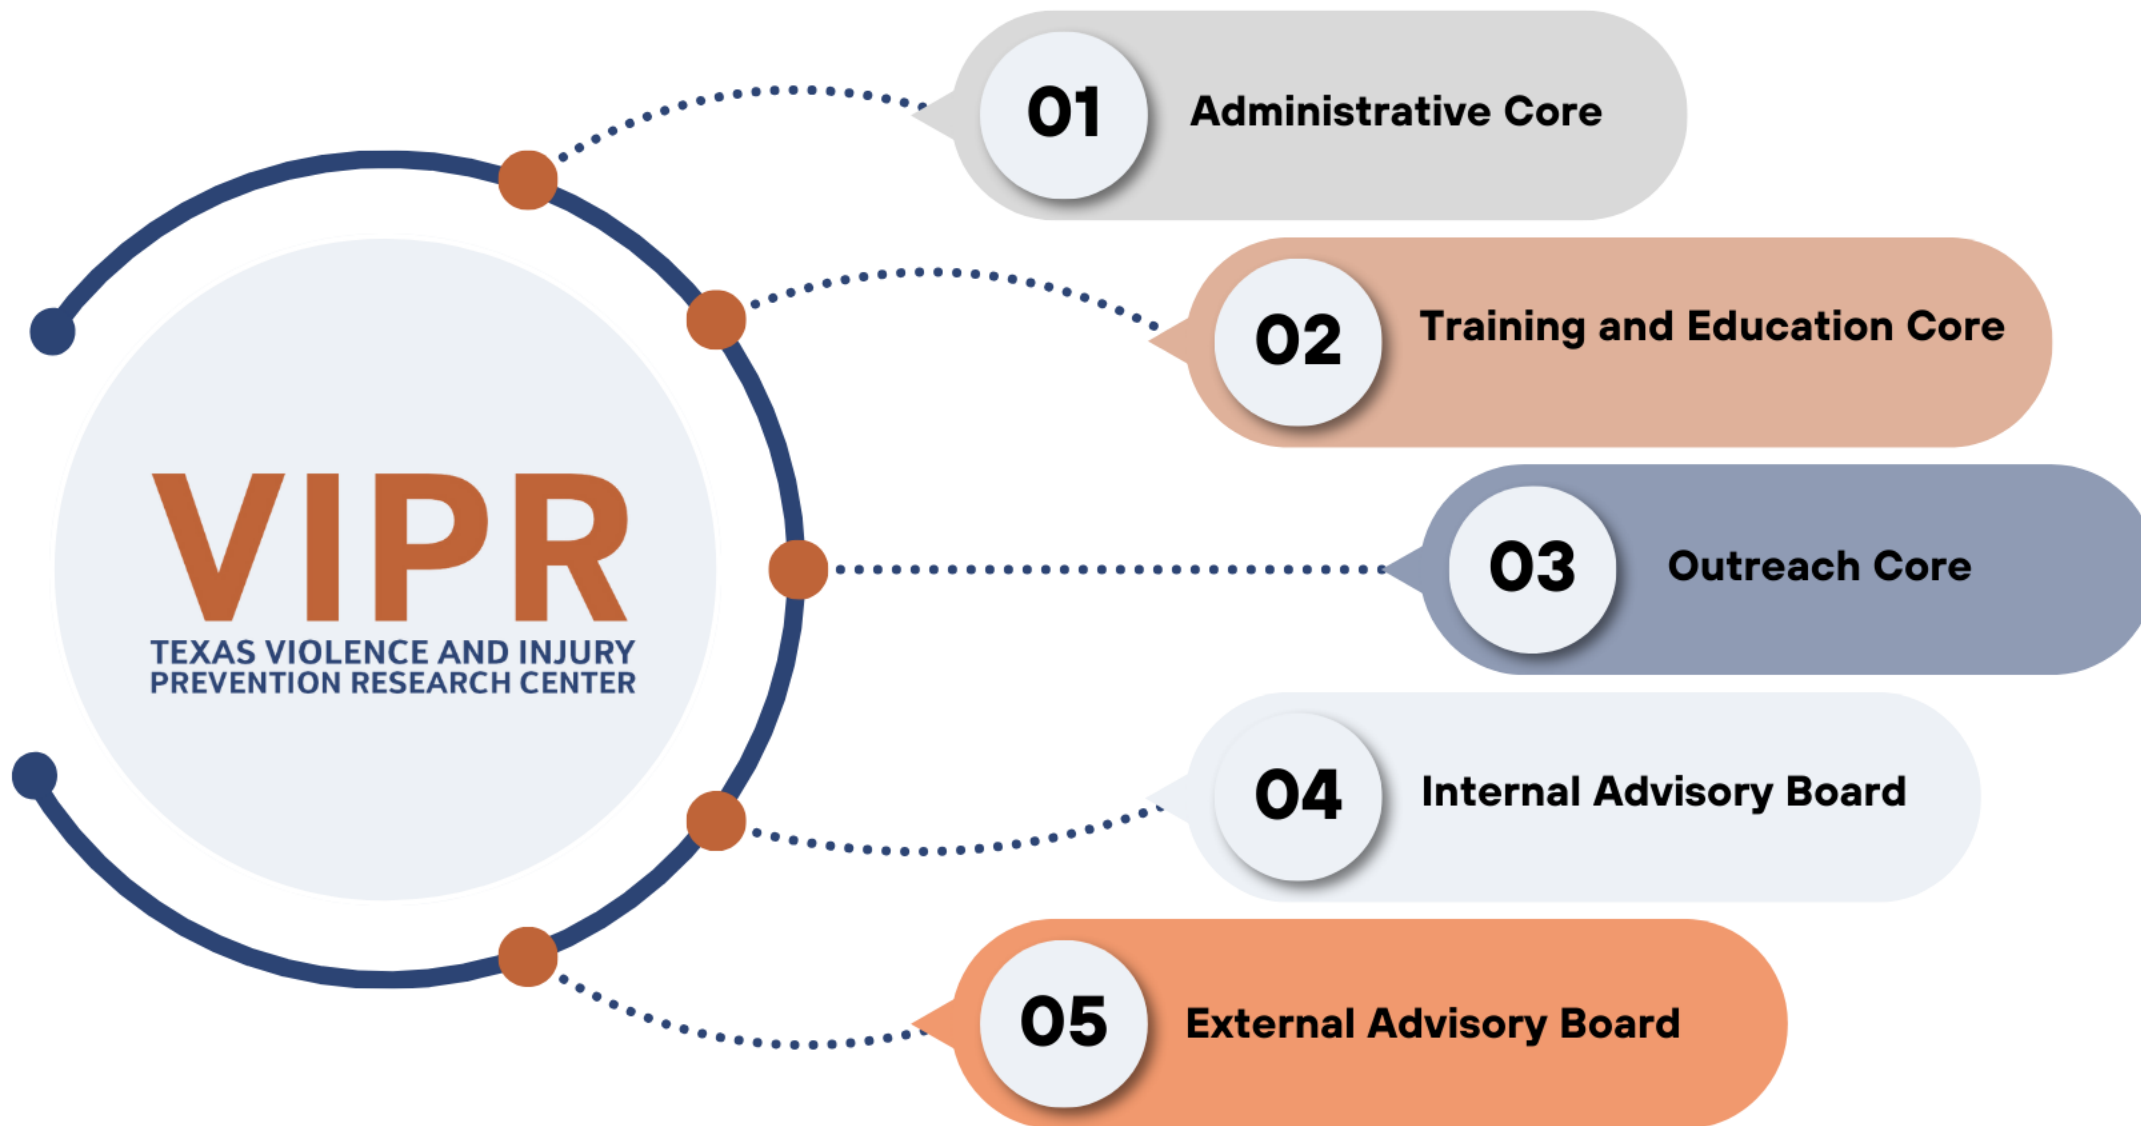 VIPR
TEXAS VIOLENCE AND INJURY
PREVENTION RESEARCH CENTER
01
Administrative Core
02
Training and Education Core
03
Outreach Core
04
Internal Advisory Board
05
External Advisory Board